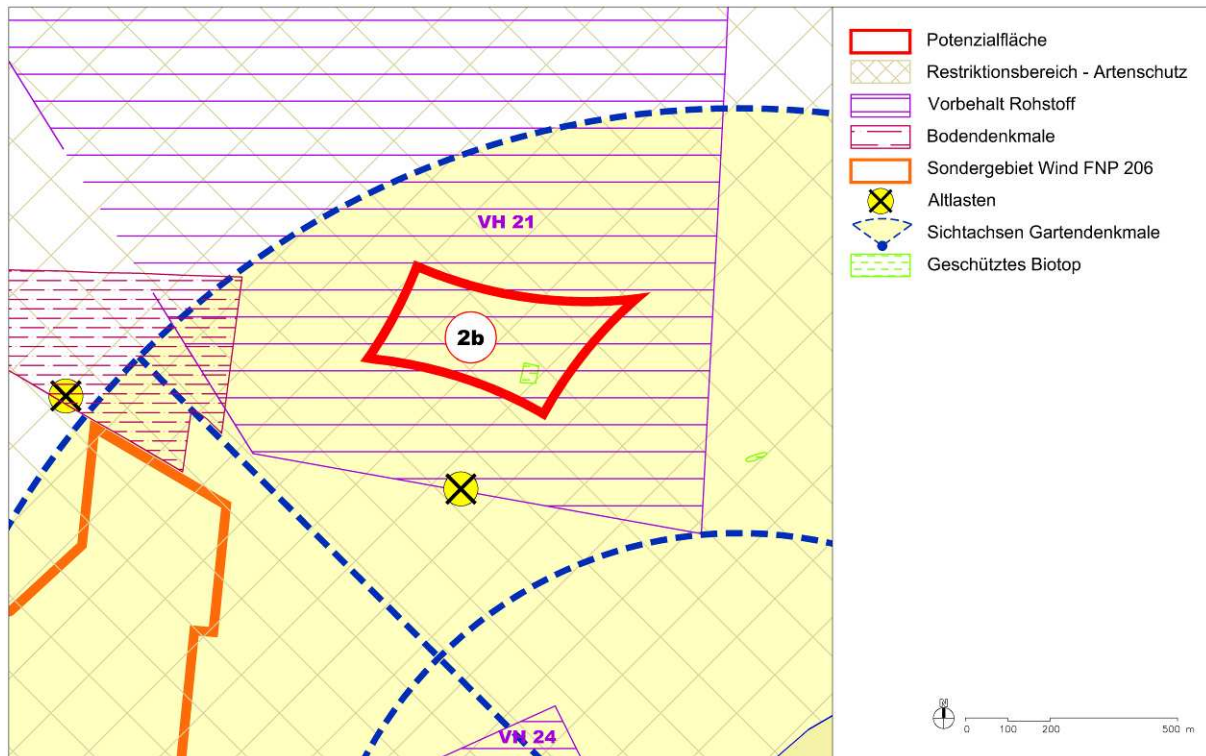 VH 21
2b
VH 24
Potenzialfläche
Restriktionsbereich - Artenschutz
Vorbehalt Rohstoff
Bodendenkmale
Sondergebiet Wind FNP 206
Altlasten
Sichtachsen Gartendenkmale
Geschütztes Biotop
N
0 100 200 500 m